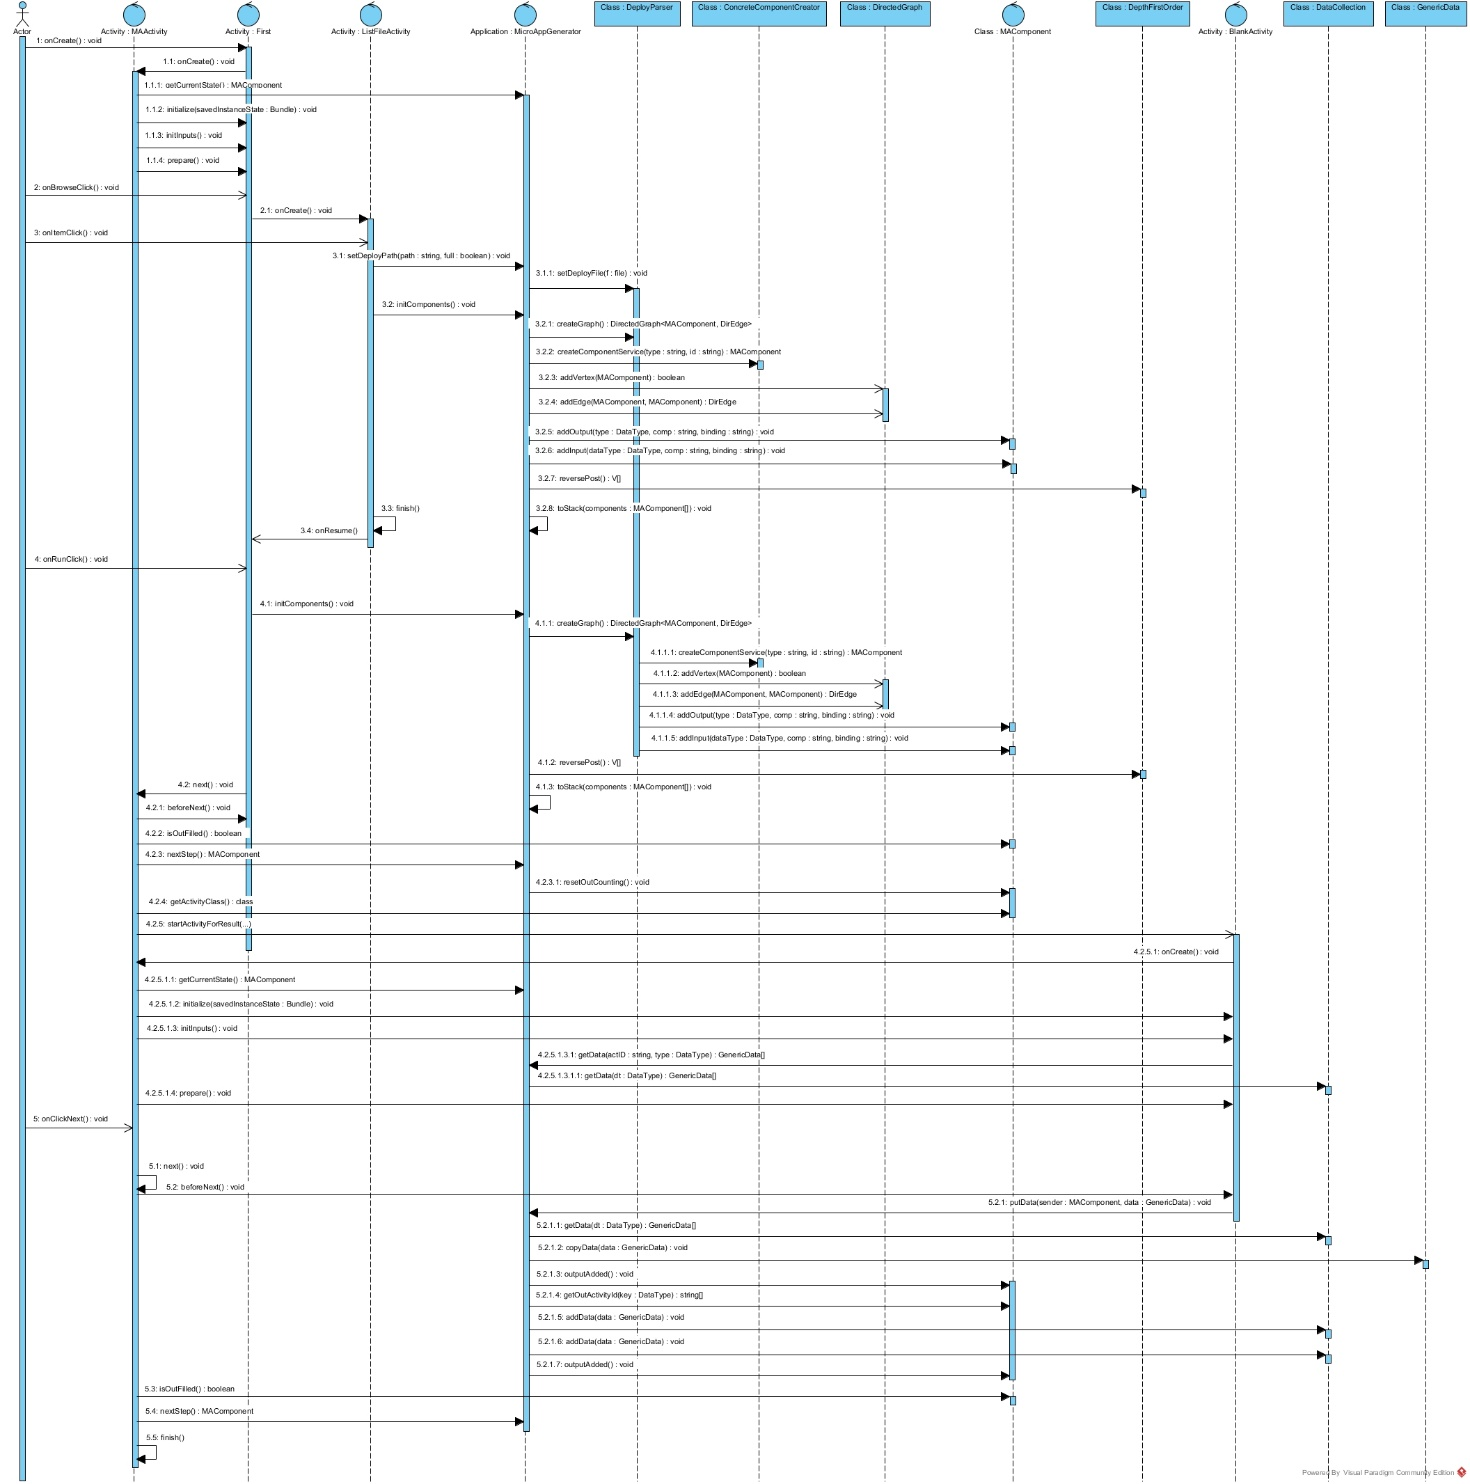 Actor
Activity : MAActivity
Activity : First
Activity : ListFileActivity
Application : MicroAppGenerator
Class : DeployParser
Class : ConcreteComponentCreator
Class : DirectedGraph
Class : MAComponent
Class : DepthFirstOrder
Activity : BlankActivity
Class : DataCollection
Class : GenericData
1: onCreate() : void
1.1: onCreate() : void
1.1.1: getCurrentState() : MAComponent
1.1.2: initialize(savedInstanceState : Bundle) : void
1.1.3: initInputs() : void
1.1.4: prepare() : void
2: onBrowseClick() : void
2.1: onCreate() : void
3: onItemClick() : void
3.1: setDeployPath(path : string, full : boolean) : void
3.1.1: setDeployFile(f : file) : void
3.2: initComponents() : void
3.2.1: createGraph() : DirectedGraph<MAComponent, DirEdge>
3.2.2: createComponentService(type : string, id : string) : MAComponent
3.2.3: addVertex(MAComponent) : boolean
3.2.4: addEdge(MAComponent, MAComponent) : DirEdge
3.2.5: addOutput(type : DataType, comp : string, binding : string) : void
3.2.6: addInput(dataType : DataType, comp : string, binding : string) : void
3.2.7: reversePost() : V[]
3.3: finish()
3.2.8: toStack(components : MAComponent[]) : void
3.4: onResume()
4: onRunClick() : void
4.1: initComponents() : void
4.1.1: createGraph() : DirectedGraph<MAComponent, DirEdge>
4.1.1.1: createComponentService(type : string, id : string) : MAComponent
4.1.1.2: addVertex(MAComponent) : boolean
4.1.1.3: addEdge(MAComponent, MAComponent) : DirEdge
4.1.1.4: addOutput(type : DataType, comp : string, binding : string) : void
4.1.1.5: addInput(dataType : DataType, comp : string, binding : string) : void
4.1.2: reversePost() : V[]
4.2: next() : void
4.1.3: toStack(components : MAComponent[]) : void
4.2.1: beforeNext() : void
4.2.2: isOutFilled() : boolean
4.2.3: nextStep() : MAComponent
4.2.3.1: resetOutCounting() : void
4.2.4: getActivityClass() : class
4.2.5: startActivityForResult(...)
4.2.5.1: onCreate() : void
4.2.5.1.1: getCurrentState() : MAComponent
4.2.5.1.2: initialize(savedInstanceState : Bundle) : void
4.2.5.1.3: initInputs() : void
4.2.5.1.3.1: getData(actID : string, type : DataType) : GenericData[]
4.2.5.1.3.1.1: getData(dt : DataType) : GenericData[]
4.2.5.1.4: prepare() : void
5: onClickNext() : void
5.1: next() : void
5.2: beforeNext() : void
5.2.1: putData(sender : MAComponent, data : GenericData) : void
5.2.1.1: getData(dt : DataType) : GenericData[]
5.2.1.2: copyData(data : GenericData) : void
5.2.1.3: outputAdded() : void
5.2.1.4: getOutActivityId(key : DataType) : string[]
5.2.1.5: addData(data : GenericData) : void
5.2.1.6: addData(data : GenericData) : void
5.2.1.7: outputAdded() : void
5.3: isOutFilled() : boolean
5.4: nextStep() : MAComponent
5.5: finish()
Powered By Visual Paradigm Community Edition